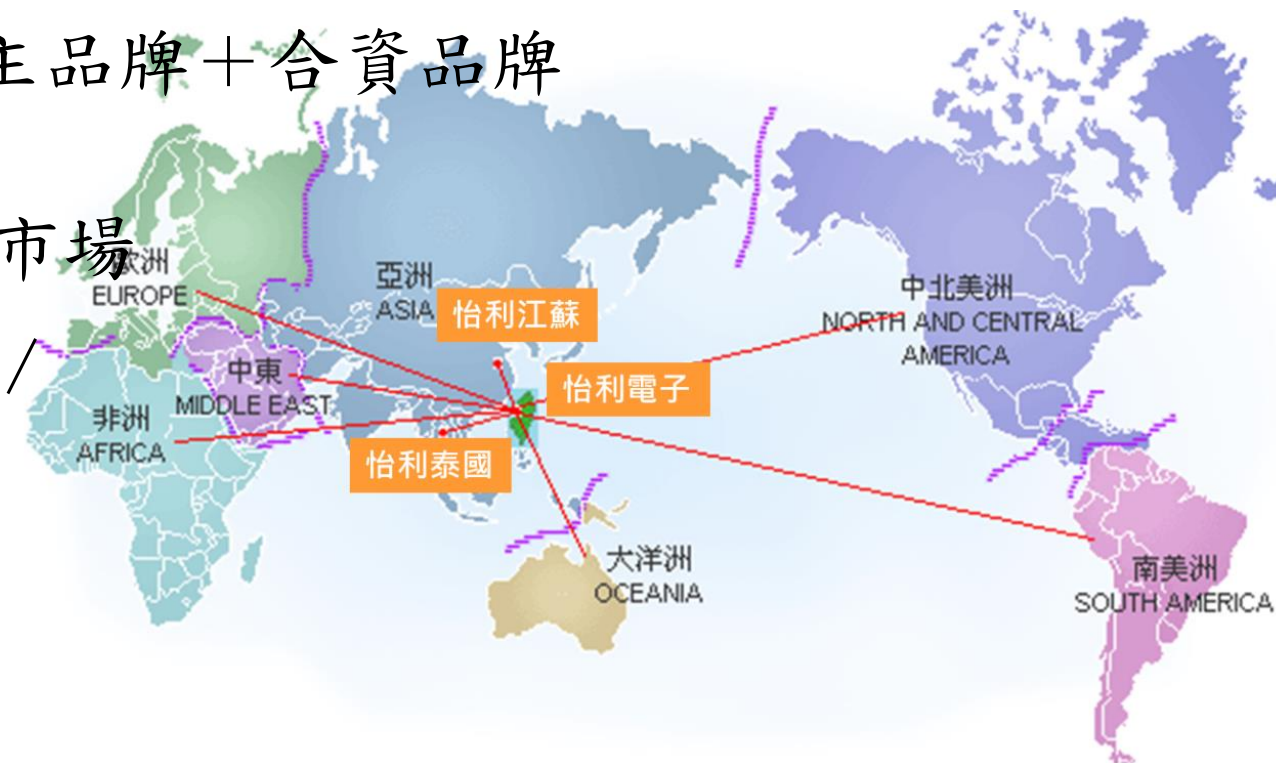 主品牌＋合資品牌
市場
/
歐洲
EUROPE
亞洲
ASIA
怡利江蘇
中北美洲
NORTH AND CENTRAL
AMERICA
中東
MIDDLE EAST
怡利電子
非洲
AFRICA
怡利泰國
大洋洲
OCEANIA
南美洲
SOUTH AMERICA